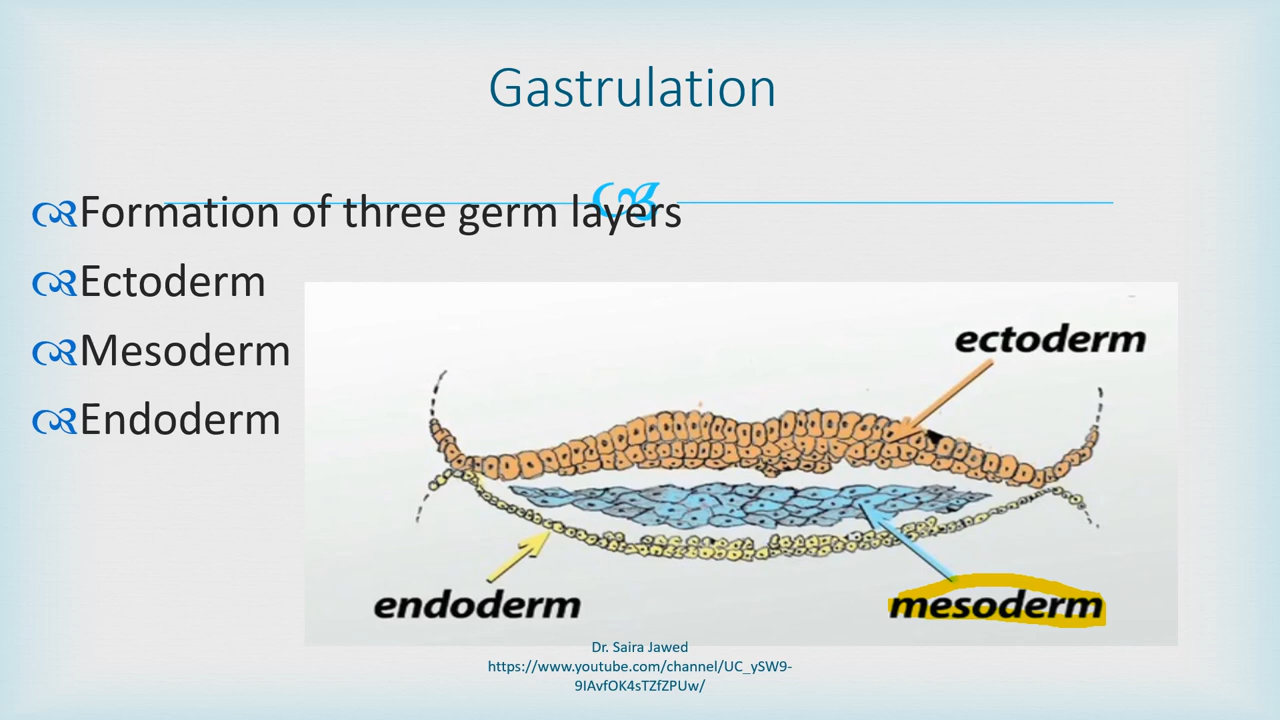 Gastrulation
Formation of three germ layers
Ectoderm
Mesoderm
Endoderm
ectoderm
endoderm
mesoderm
Dr. Saira Jawed
https://www.youtube.com/channel/UC_ySW9-
9IAvfOK4sTZfZPUw/